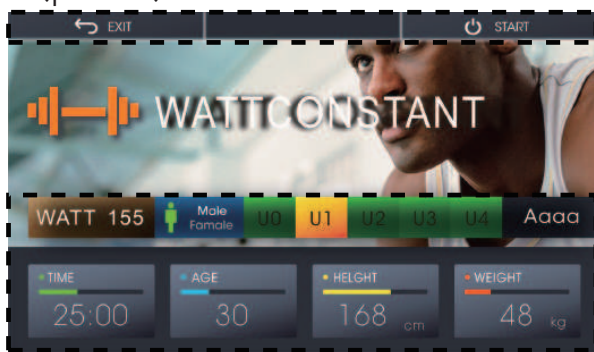 EXIT START
WATTCONSTANT
WATT 155 Male Famale U0 U1 U2 U3 U4 Aaaa
TIME AGE HELGHT WEIGHT
25:00 30 168 cm 48 kg